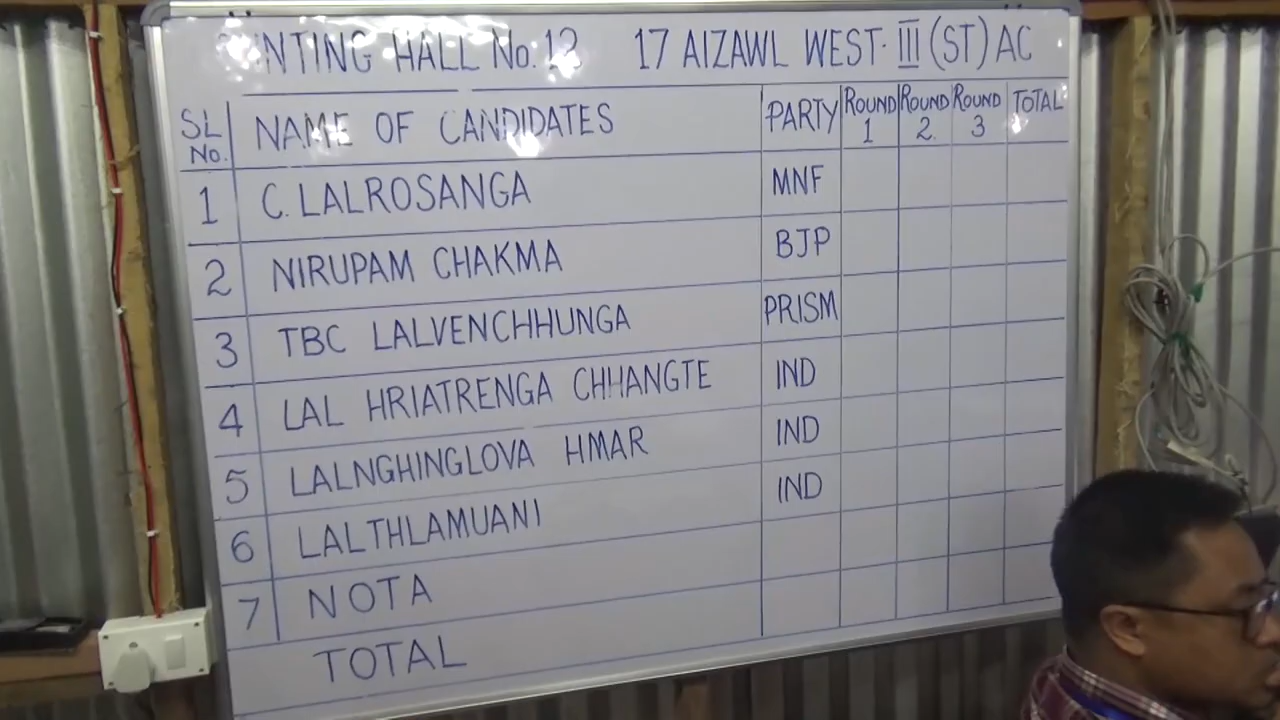 HALL No. 17 AIZAWL WEST. III (ST) AC
SL No. NAME OF CANDIDATES PARTY ROUND 1 ROUND 2. ROUND 3 TOTAL
1 C. LALROSANGA MNF
2 NIRUPAM CHAKMA BJP
3 TBC LALVENCHHUNGA PRISM
4 LAL HRIATRENGA CHHANGTE IND
5 LALNGHINGLOVA HMAR IND
6 LALTHLAMUANI IND
7 NOTA
TOTAL